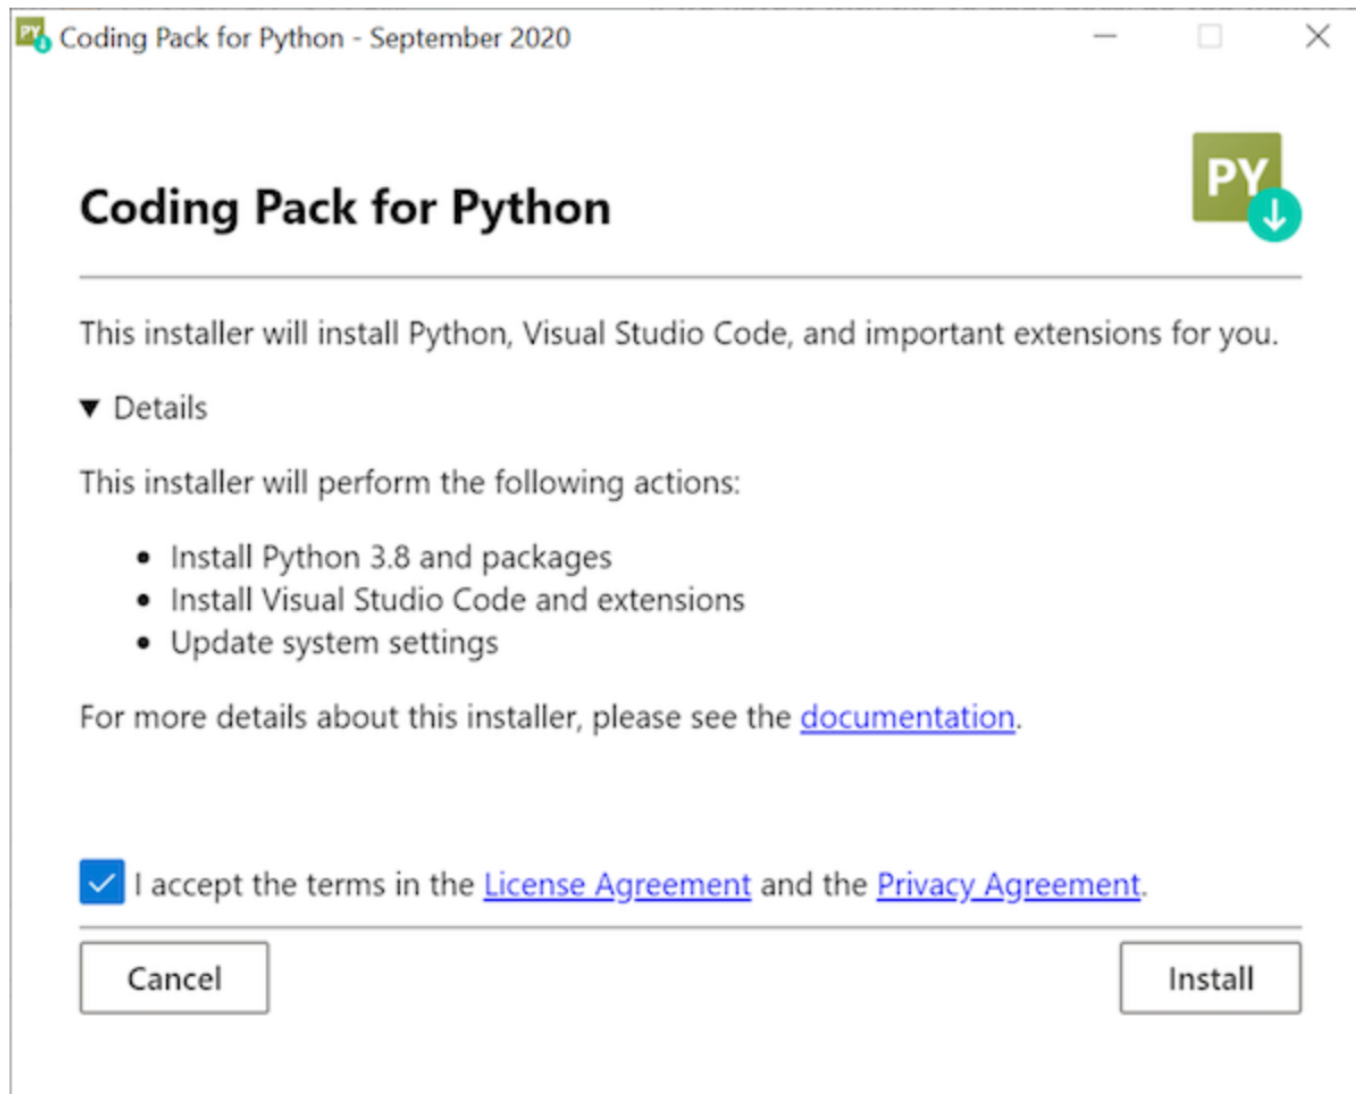 PY
Coding Pack for Python - September 2020
PY
Coding Pack for Python
This installer will install Python, Visual Studio Code, and important extensions for you.
▼ Details
This installer will perform the following actions:
• Install Python 3.8 and packages
• Install Visual Studio Code and extensions
• Update system settings
For more details about this installer, please see the documentation.
I accept the terms in the License Agreement and the Privacy Agreement.
Cancel
Install